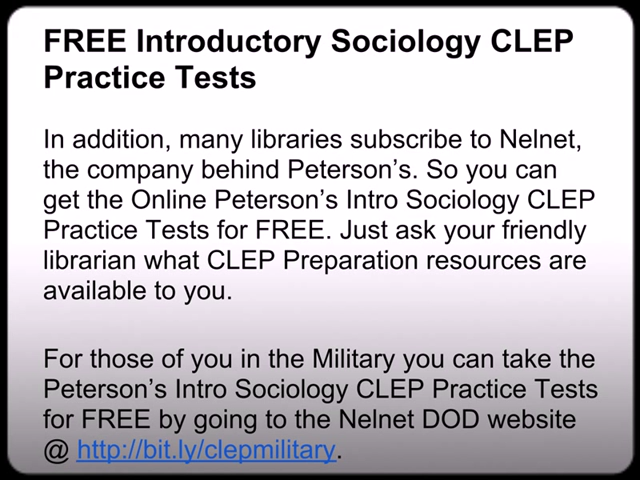 FREE Introductory Sociology CLEP
Practice Tests
In addition, many libraries subscribe to Nelnet,
the company behind Peterson’s. So you can
get the Online Peterson’s Intro Sociology CLEP
Practice Tests for FREE. Just ask your friendly
librarian what CLEP Preparation resources are
available to you.
For those of you in the Military you can take the
Peterson’s Intro Sociology CLEP Practice Tests
for FREE by going to the Nelnet DOD website
@ http://bit.ly/clepmilitary.